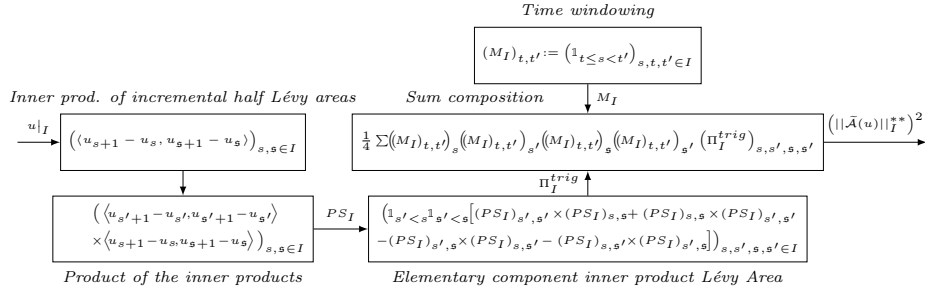 Time windowing
(M_I)_{t,t'} := (𝟙_{t≤s<t'})_{s,t,t'∈I}
Inner prod. of incremental half Lévy areas
Sum composition
M_I
u|_I
(⟨u_{s+1} − u_s, u_{𝔰+1} − u_𝔰⟩)_{s,𝔰∈I}
1/4 ∑((M_I)_{t,t'})_s((M_I)_{t,t'})_{s'}((M_I)_{t,t'})_𝔰((M_I)_{t,t'})_{𝔰'} (Π_I^{trig})_{s,s',𝔰,𝔰'}
(||Ā(u)||_I^{**})^2
Π_I^{trig}
(⟨u_{s'+1}−u_{s'},u_{𝔰'+1}−u_{𝔰'}⟩
×⟨u_{s+1}−u_s,u_{𝔰+1}−u_𝔰⟩)_{s,𝔰∈I}
PS_I
(𝟙_{s'<s}𝟙_{𝔰'<𝔰}[(PS_I)_{s',𝔰'} ×(PS_I)_{s,𝔰}+ (PS_I)_{s,𝔰} ×(PS_I)_{s',𝔰'}
−(PS_I)_{s',𝔰} ×(PS_I)_{s,𝔰'}− (PS_I)_{s,𝔰'}×(PS_I)_{s',𝔰}])_{s,s',𝔰,𝔰'∈I}
Product of the inner products
Elementary component inner product Lévy Area